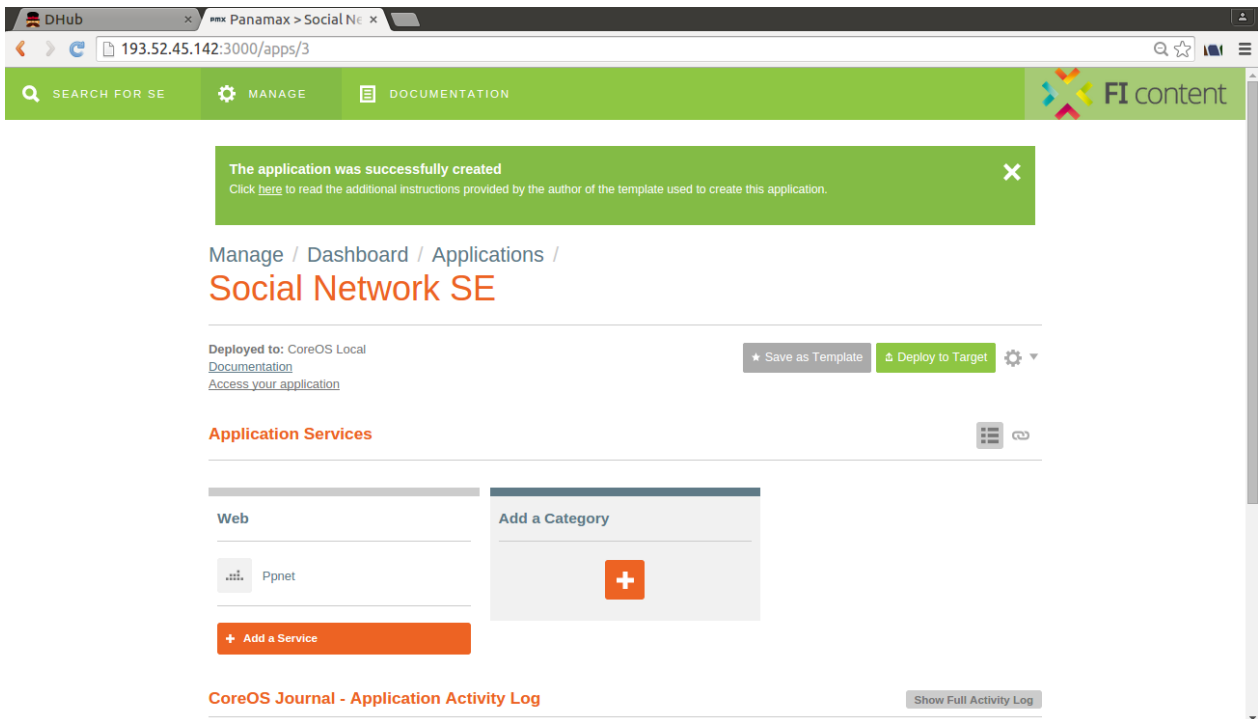 DHub
pmx Panamax > Social Ne
193.52.45.142:3000/apps/3
SEARCH FOR SE
MANAGE
DOCUMENTATION
FI content
The application was successfully created
Click here to read the additional instructions provided by the author of the template used to create this application.
Manage / Dashboard / Applications /
Social Network SE
Deployed to: CoreOS Local
Documentation
Access your application
Save as Template
Deploy to Target
Application Services
Web
Add a Category
Ppnet
Add a Service
CoreOS Journal - Application Activity Log
Show Full Activity Log